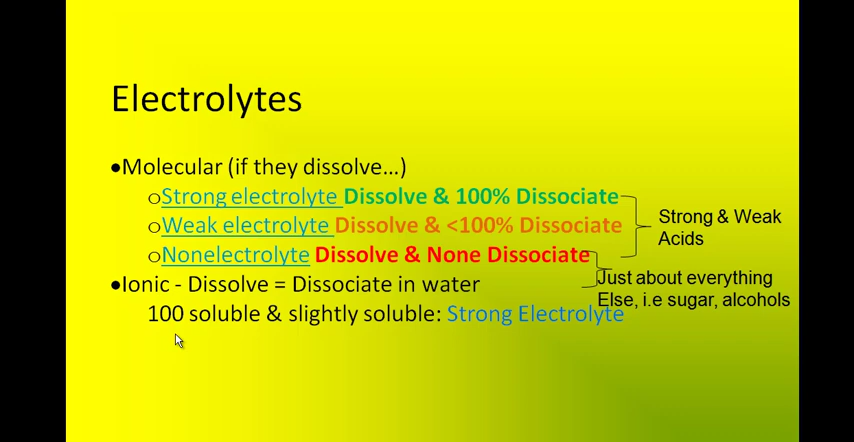 Electrolytes
•Molecular (if they dissolve…)
oStrong electrolyte Dissolve & 100% Dissociate
oWeak electrolyte Dissolve & <100% Dissociate
Strong & Weak
Acids
oNonelectrolyte Dissolve & None Dissociate
•Ionic - Dissolve = Dissociate in water
Just about everything
Else, i.e sugar, alcohols
100 soluble & slightly soluble: Strong Electrolyte